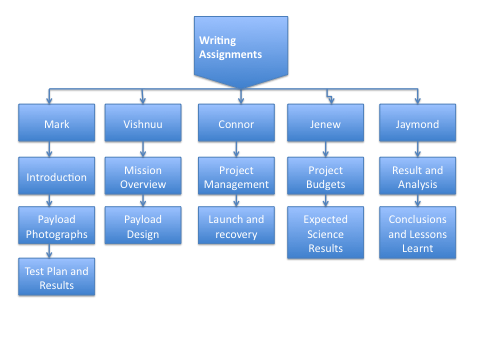 Writing
Assignments
Mark
Vishnuu
Connor
Jenew
Jaymond
Introduction
Mission
Overview
Project
Management
Project
Budgets
Result and
Analysis
Payload
Photographs
Payload
Design
Launch and
recovery
Expected
Science
Results
Conclusions
and Lessons
Learnt
Test Plan and
Results